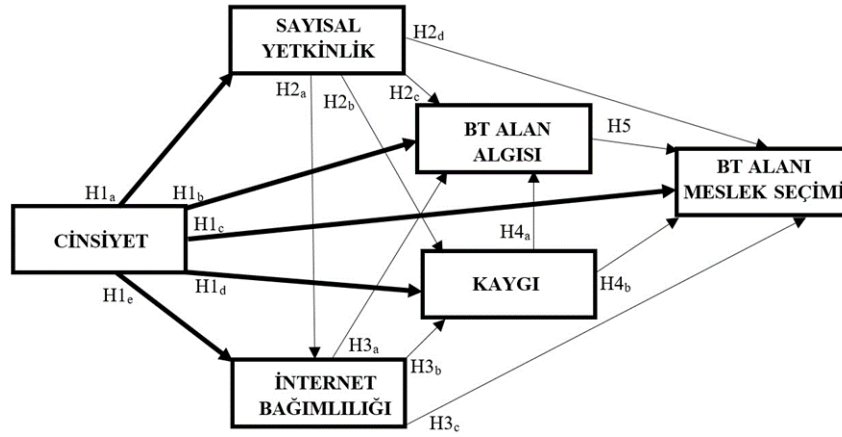 SAYISAL
YETKİNLİK
H2d
H2a
H2b
H2c
BT ALAN
ALGISI
H5
BT ALANI
MESLEK SEÇİMİ
H1a
H1b
H1c
CİNSİYET
H4a
H1d
H1e
KAYGI
H4b
H3a
H3b
İNTERNET
BAĞIMLILIĞI
H3c